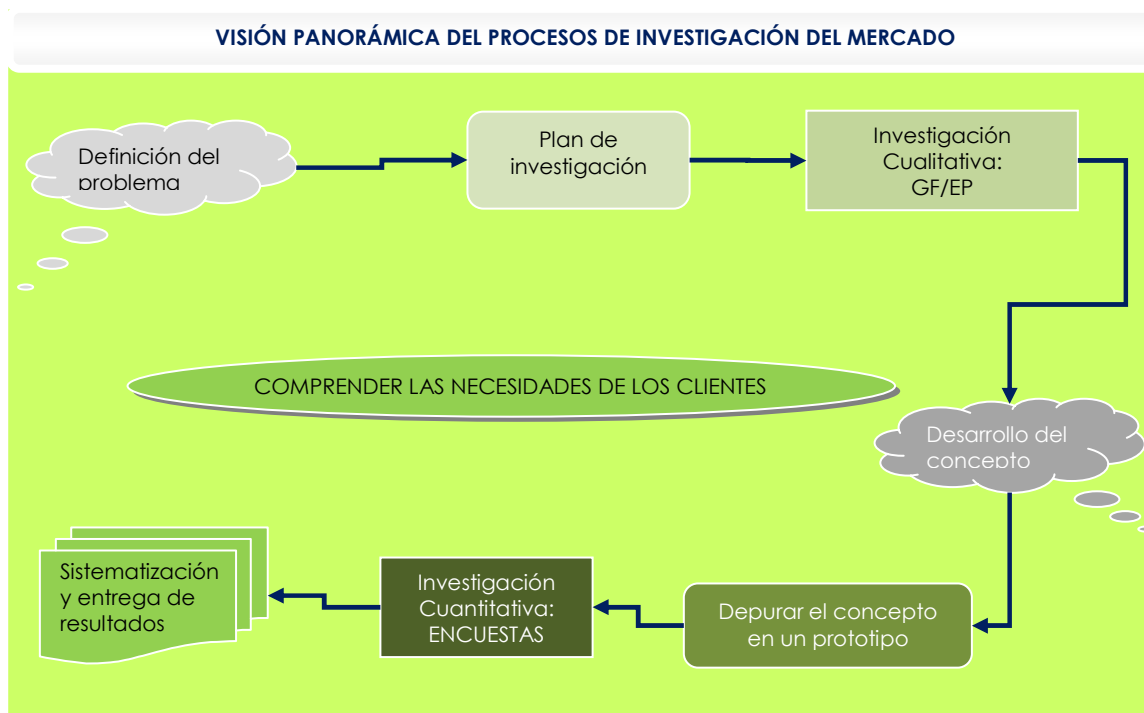 VISIÓN PANORÁMICA DEL PROCESOS DE INVESTIGACIÓN DEL MERCADO
Definición del
problema
Plan de
investigación
Investigación
Cualitativa:
GF/EP
COMPRENDER LAS NECESIDADES DE LOS CLIENTES
Desarrollo del
concepto
Depurar el concepto
en un prototipo
Investigación
Cuantitativa:
ENCUESTAS
Sistematización
y entrega de
resultados